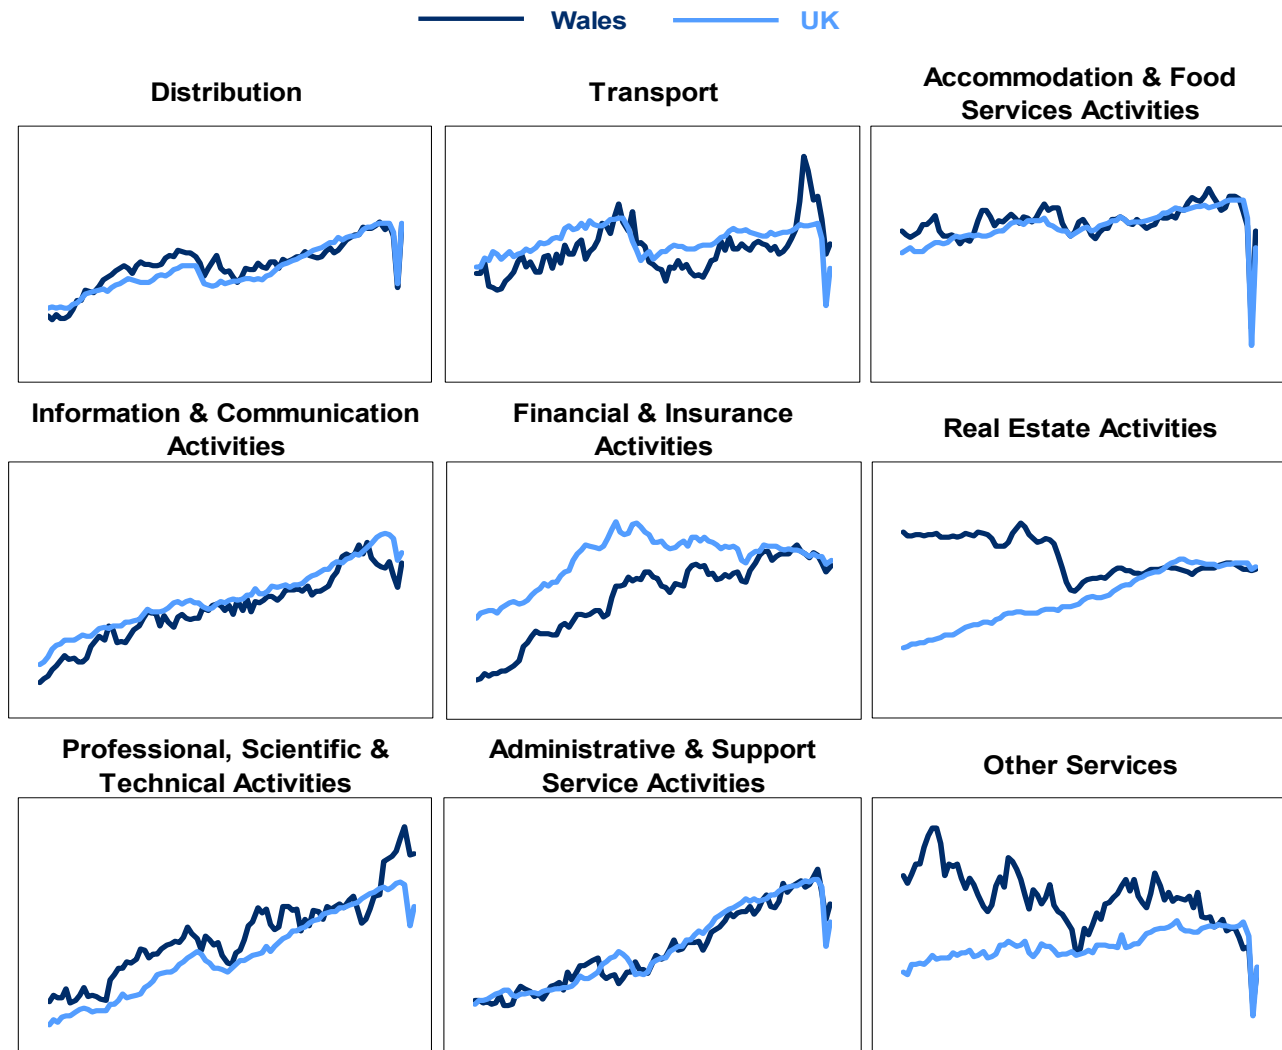 Wales UK
Distribution
Transport
Accommodation & Food
Services Activities
Information & Communication
Activities
Financial & Insurance
Activities
Real Estate Activities
Professional, Scientific &
Technical Activities
Administrative & Support
Service Activities
Other Services